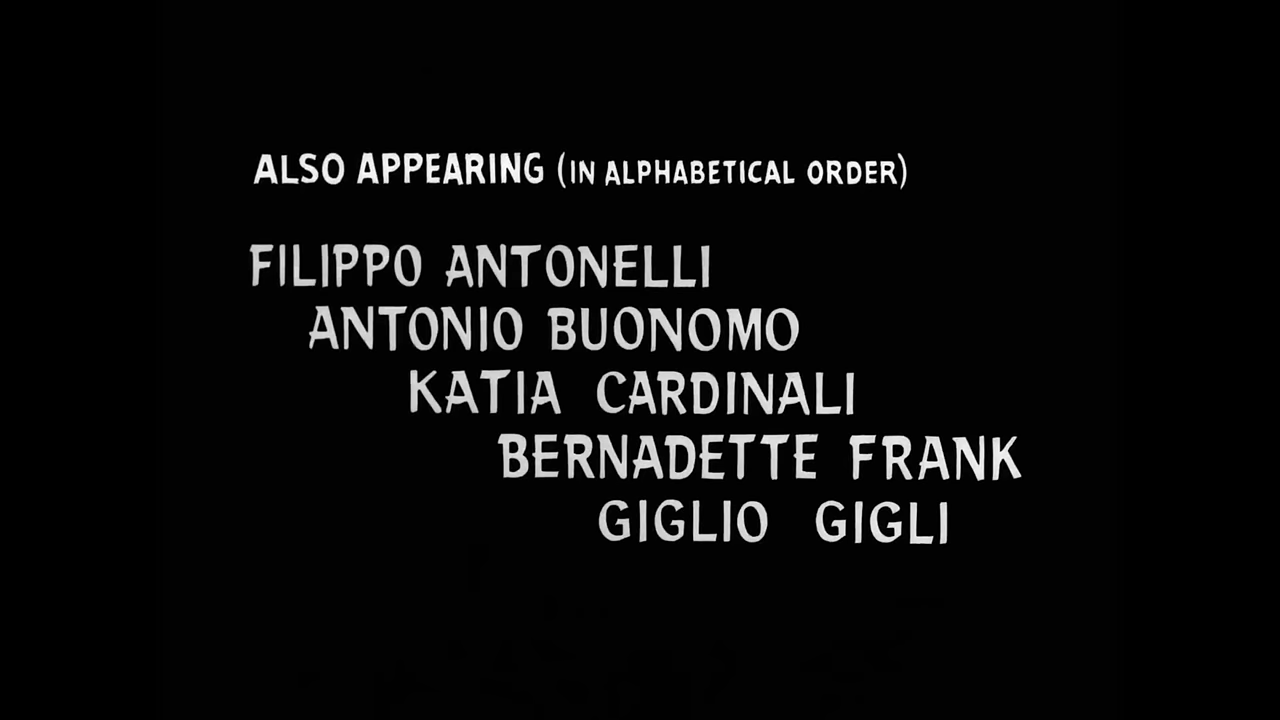 ALSO APPEARING (IN ALPHABETICAL ORDER)
FILIPPO ANTONELLI
ANTONIO BUONOMO
KATIA CARDINALI
BERNADETTE FRANK
GIGLIO GIGLI